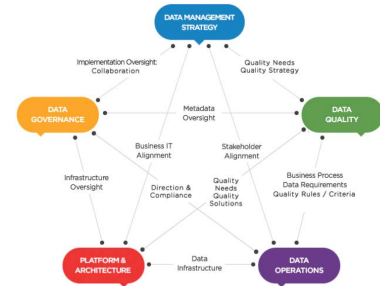 DATA MANAGEMENT
STRATEGY
Implementation Oversight:
Collaboration
Quality Needs
Quality Strategy
DATA
GOVERNANCE
Metadata
Oversight
DATA
QUALITY
Business IT
Alignment
Stakeholder
Alignment
Infrastructure
Oversight
Direction &
Compliance
Quality
Needs
Quality
Solutions
Business Process
Data Requirements
Quality Rules / Criteria
PLATFORM &
ARCHITECTURE
Data
Infrastructure
DATA
OPERATIONS